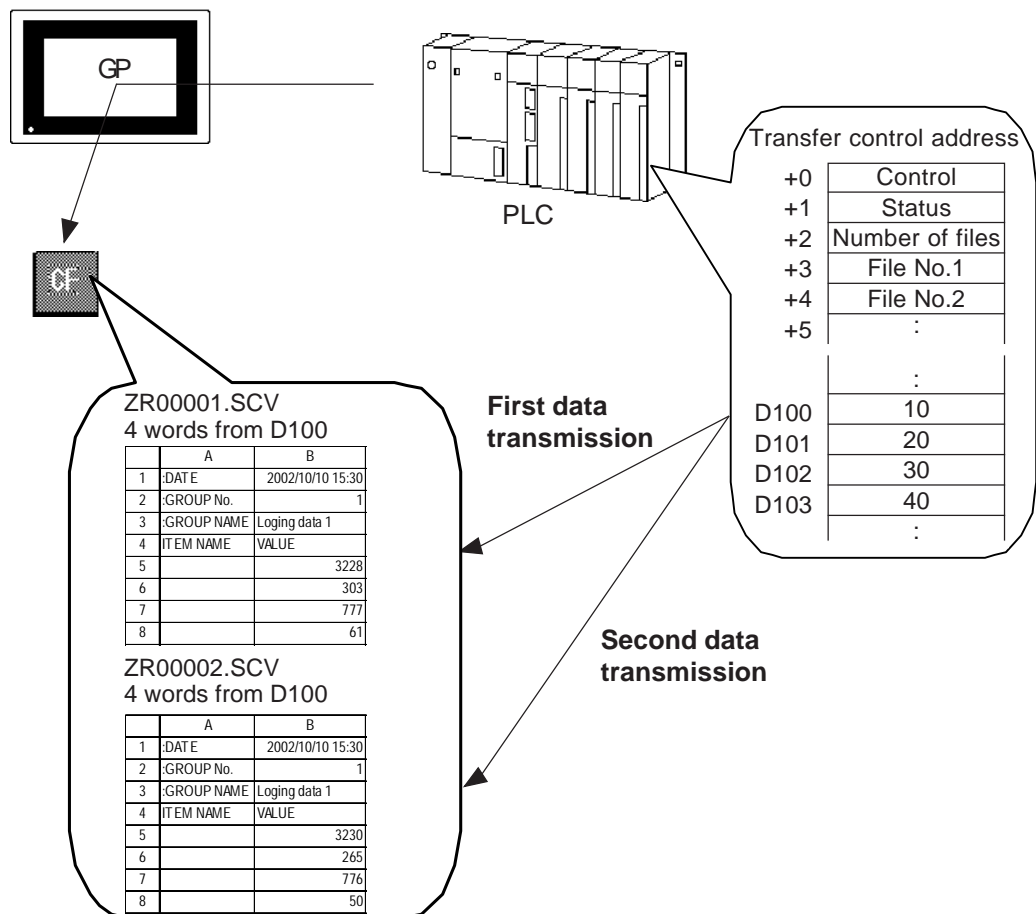 GP
PLC
CF
Transfer control address
+0 Control
+1 Status
+2 Number of files
+3 File No.1
+4 File No.2
+5 :
:
D100 10
D101 20
D102 30
D103 40
:
First data
transmission
Second data
transmission
ZR00001.SCV
4 words from D100
A B
1 :DATE 2002/10/10 15:30
2 :GROUP No. 1
3 :GROUP NAME Loging data 1
4 ITEM NAME VALUE
5 3228
6 303
7 777
8 61
ZR00002.SCV
4 words from D100
A B
1 :DATE 2002/10/10 15:30
2 :GROUP No. 1
3 :GROUP NAME Loging data 1
4 ITEM NAME VALUE
5 3230
6 265
7 776
8 50